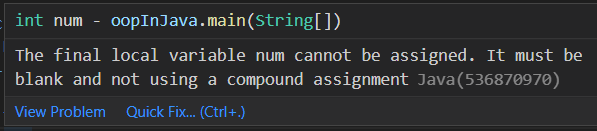 int num - oopInJava.main(String[])
The final local variable num cannot be assigned. It must be
blank and not using a compound assignment Java(536870970)
View Problem Quick Fix... (Ctrl+.)